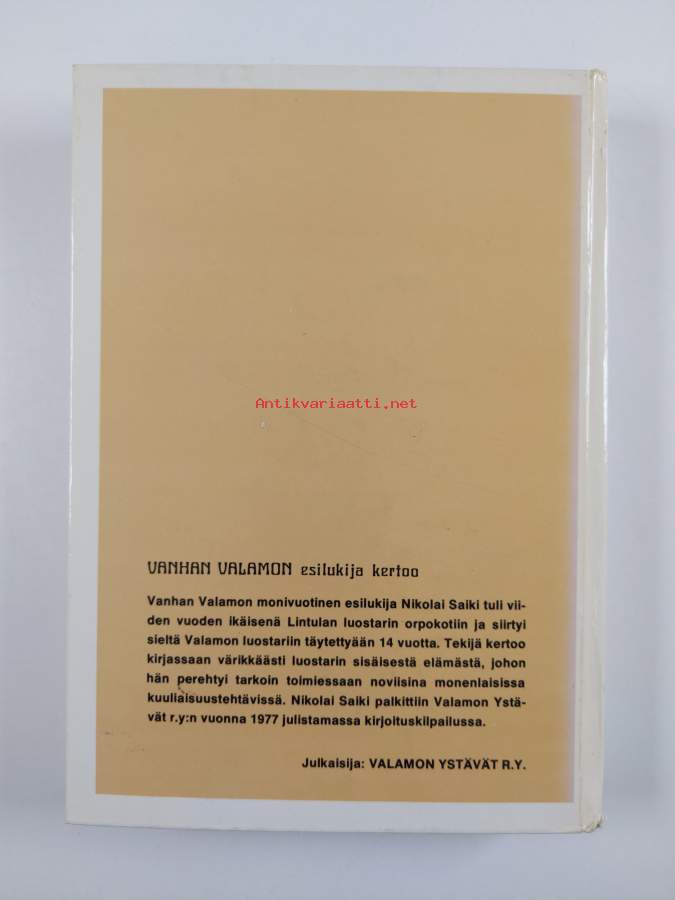 Antikvariaatti.net
VANHAN VALAMON esilukija kertoo
Vanhan Valamon monivuotinen esilukija Nikolai Saiki tuli vii-
den vuoden ikäisenä Lintulan luostarin orpokotiin ja siirtyi
sieltä Valamon luostariin täytettyään 14 vuotta. Tekijä kertoo
kirjassaan värikkäästi luostarin sisäisestä elämästä, johon
hän perehtyi tarkoin toimiessaan noviisina monenlaisissa
kuuliaisuustehtävissä. Nikolai Saiki palkittiin Valamon Ystä-
vät r.y:n vuonna 1977 julistamassa kirjoituskilpailussa.
Julkaisija: VALAMON YSTÄVÄT R.Y.